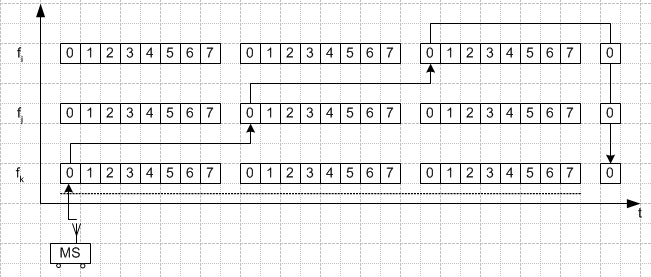 f_i 0 1 2 3 4 5 6 7 0 1 2 3 4 5 6 7 0 1 2 3 4 5 6 7 0
f_j 0 1 2 3 4 5 6 7 0 1 2 3 4 5 6 7 0 1 2 3 4 5 6 7 0
f_k 0 1 2 3 4 5 6 7 0 1 2 3 4 5 6 7 0 1 2 3 4 5 6 7 0
t
MS